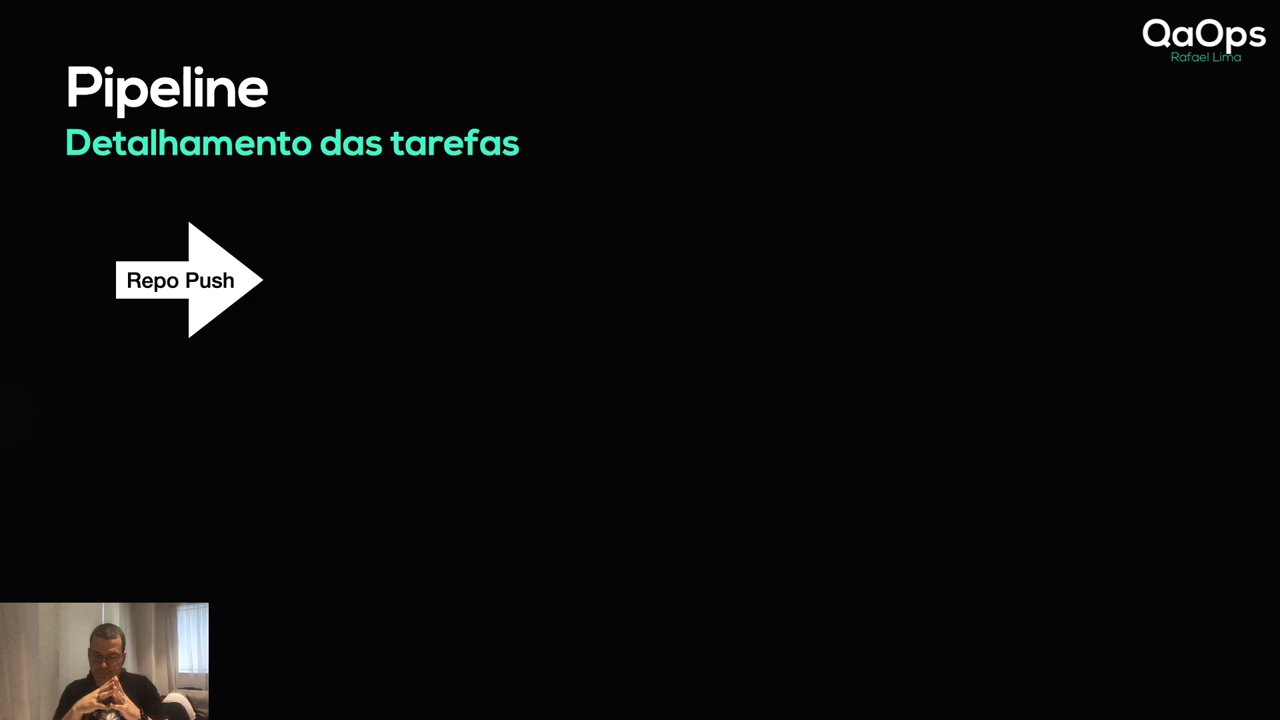 QaOps
Rafael Lima
Pipeline
Detalhamento das tarefas
Repo Push